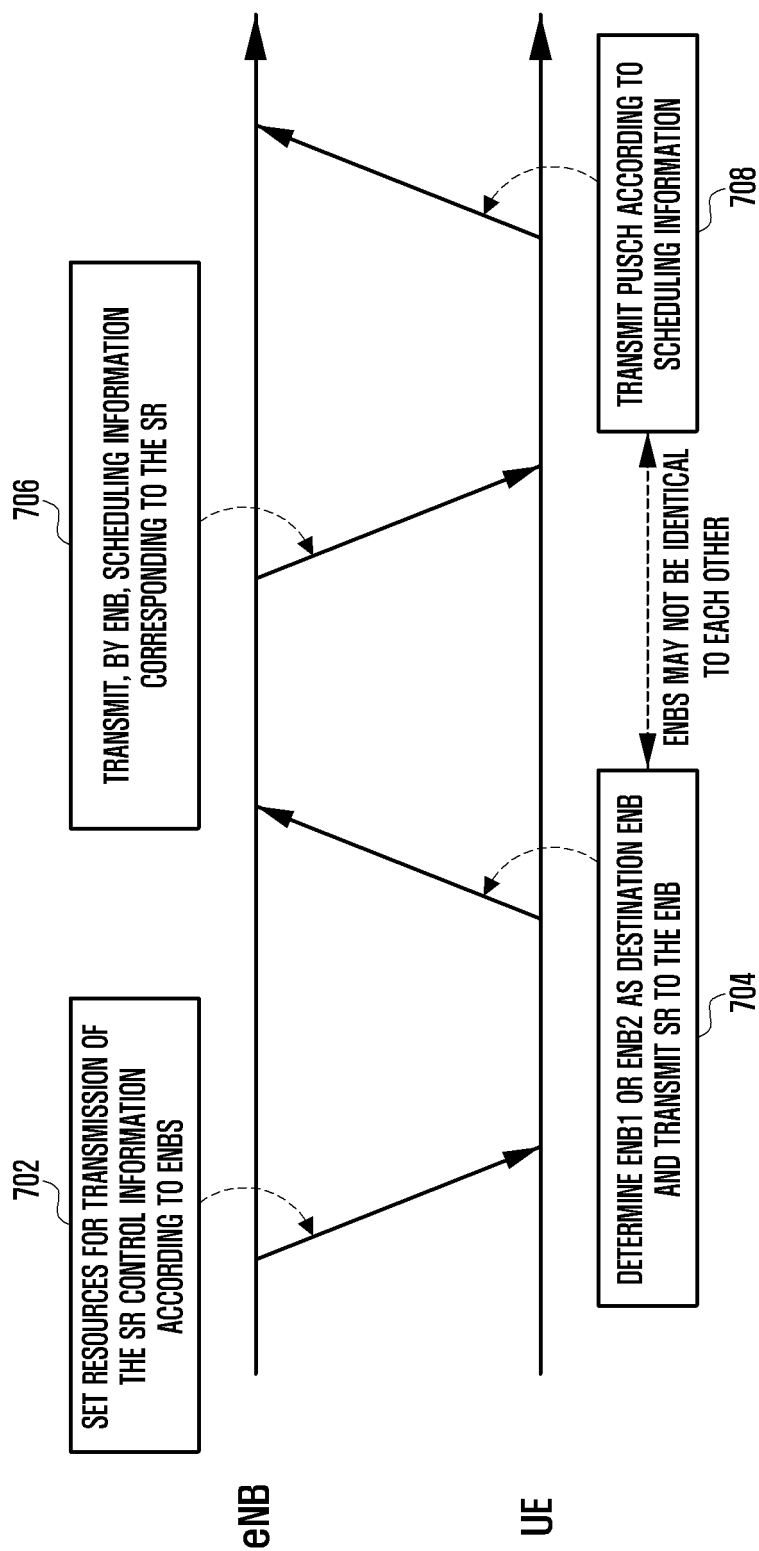 702
SET RESOURCES FOR TRANSMISSION OF
THE SR CONTROL INFORMATION
ACCORDING TO ENBS
706
TRANSMIT, BY ENB, SCHEDULING INFORMATION
CORRESPONDING TO THE SR
eNB
UE
DETERMINE ENB1 OR ENB2 AS DESTINATION ENB
AND TRANSMIT SR TO THE ENB
704
ENBS MAY NOT BE IDENTICAL
TO EACH OTHER
TRANSMIT PUSCH ACCORDING TO
SCHEDULING INFORMATION
708